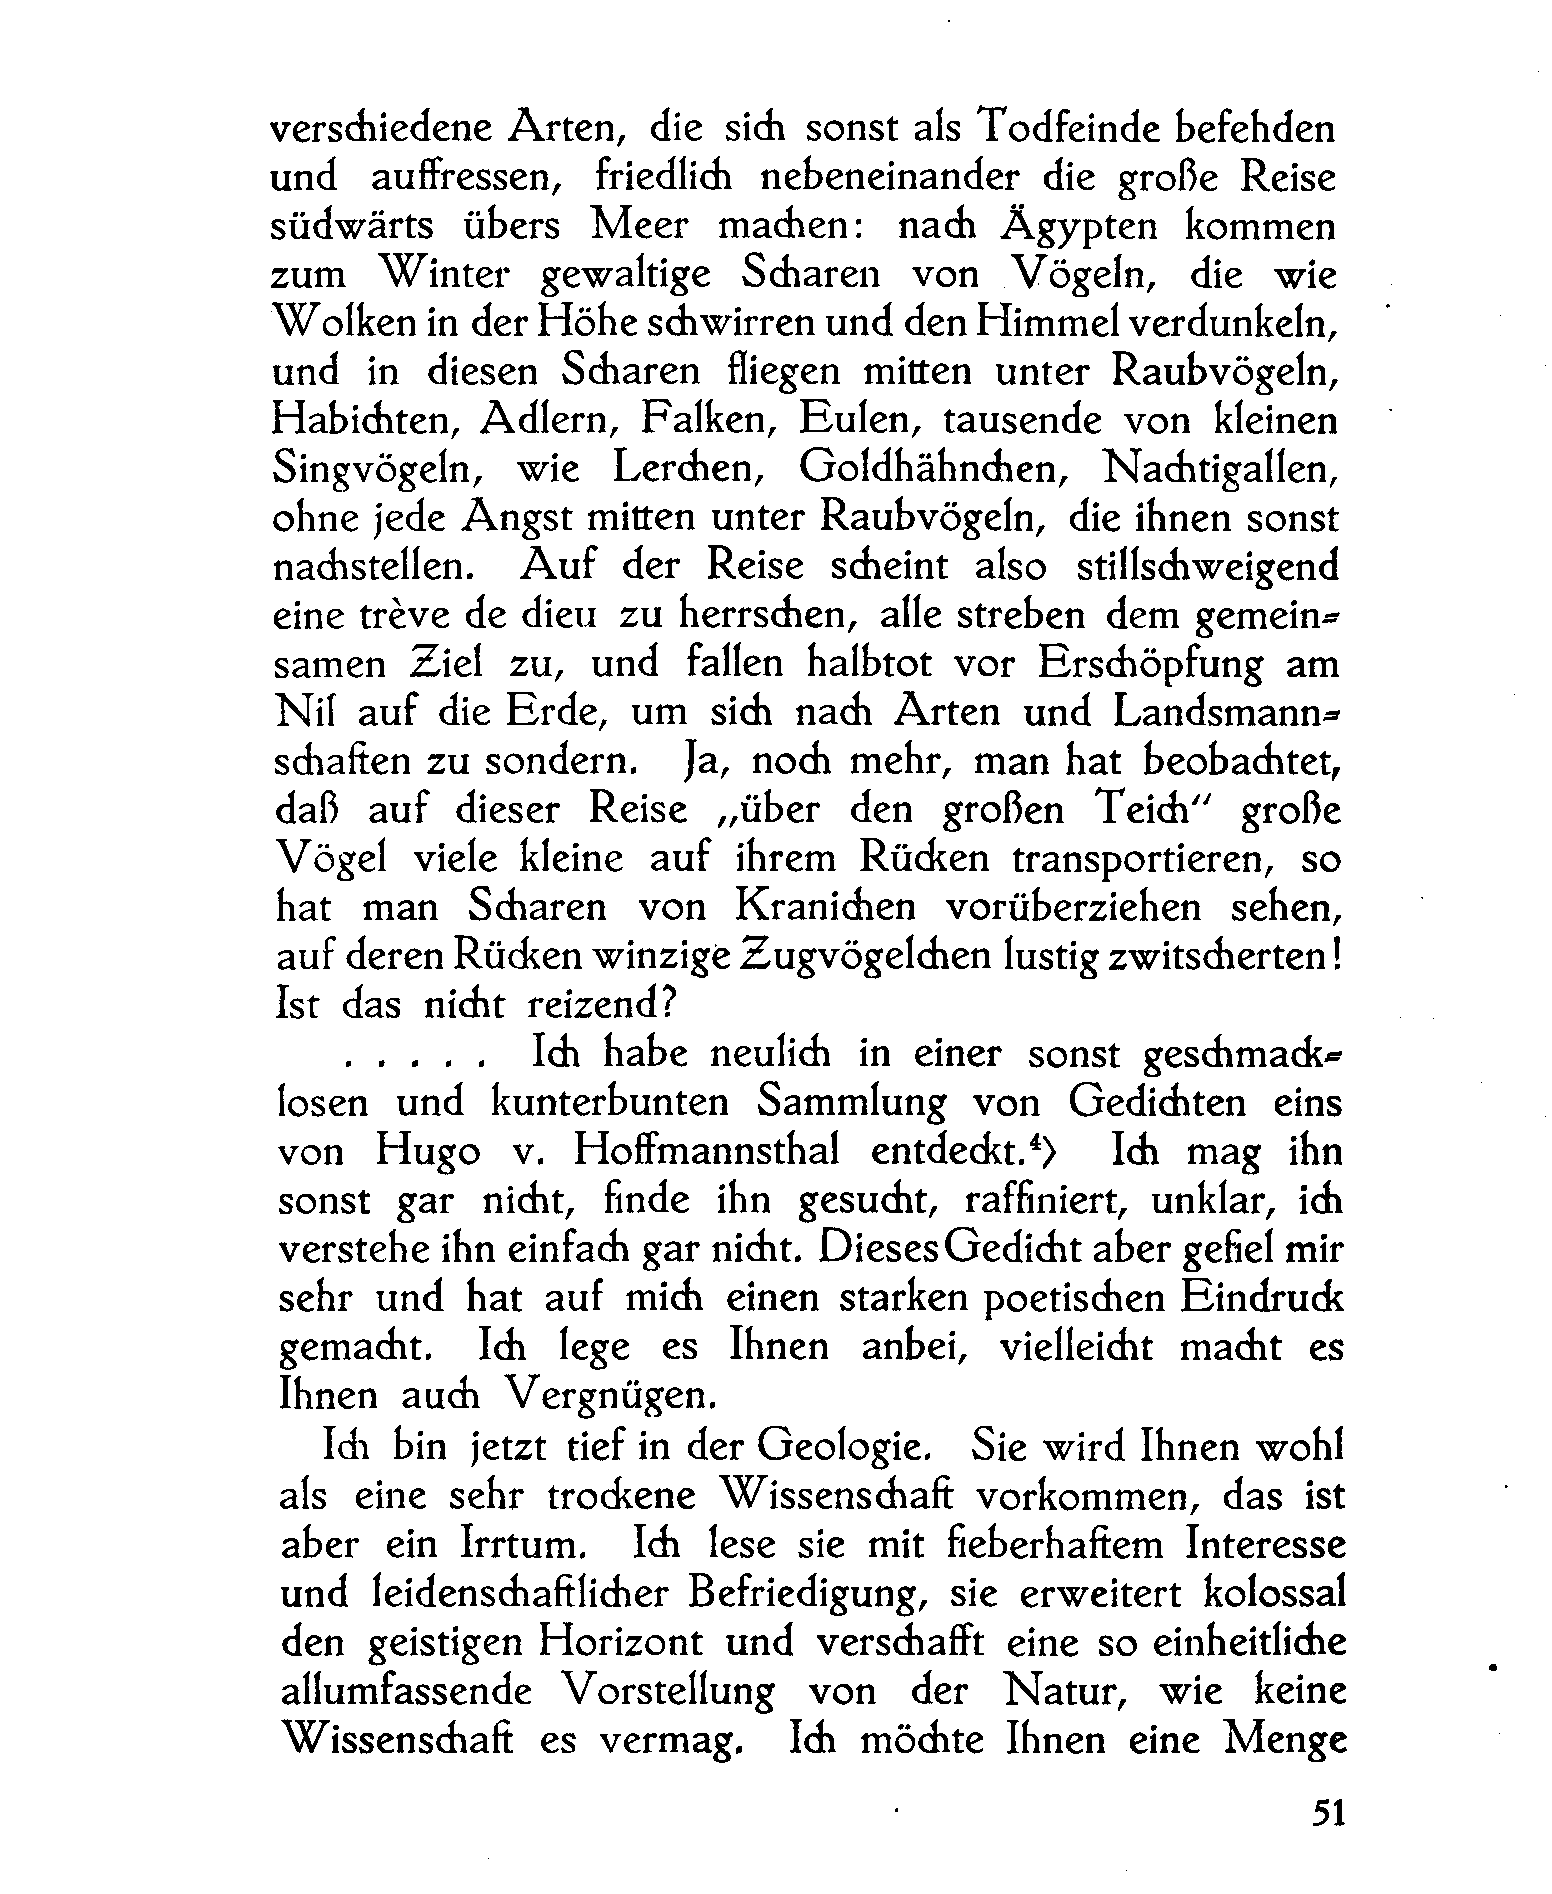 verschiedene Arten, die sich sonst als Todfeinde befehden
und auffressen, friedlich nebeneinander die große Reise
südwärts übers Meer machen: nach Ägypten kommen
zum Winter gewaltige Scharen von Vögeln, die wie
Wolken in der Höhe schwirren und den Himmel verdunkeln,
und in diesen Scharen fliegen mitten unter Raubvögeln,
Habichten, Adlern, Falken, Eulen, tausende von kleinen
Singvögeln, wie Lerchen, Goldhähnchen, Nachtigallen,
ohne jede Angst mitten unter Raubvögeln, die ihnen sonst
nachstellen. Auf der Reise scheint also stillschweigend
eine trève de dieu zu herrschen, alle streben dem gemein-
samen Ziel zu, und fallen halbtot vor Erschöpfung am
Nil auf die Erde, um sich nach Arten und Landsmann-
schaften zu sondern. Ja, noch mehr, man hat beobachtet,
daß auf dieser Reise „über den großen Teich" große
Vögel viele kleine auf ihrem Rücken transportieren, so
hat man Scharen von Kranichen vorüberziehen sehen,
auf deren Rücken winzige Zugvögelchen lustig zwitscherten!
Ist das nicht reizend?
. . . . . Ich habe neulich in einer sonst geschmack-
losen und kunterbunten Sammlung von Gedichten eins
von Hugo v. Hoffmannsthal entdeckt.⁴) Ich mag ihn
sonst gar nicht, finde ihn gesucht, raffiniert, unklar, ich
verstehe ihn einfach gar nicht. Dieses Gedicht aber gefiel mir
sehr und hat auf mich einen starken poetischen Eindruck
gemacht. Ich lege es Ihnen anbei, vielleicht macht es
Ihnen auch Vergnügen.
Ich bin jetzt tief in der Geologie. Sie wird Ihnen wohl
als eine sehr trockene Wissenschaft vorkommen, das ist
aber ein Irrtum. Ich lese sie mit fieberhaftem Interesse
und leidenschaftlicher Befriedigung, sie erweitert kolossal
den geistigen Horizont und verschafft eine so einheitliche
allumfassende Vorstellung von der Natur, wie keine
Wissenschaft es vermag. Ich möchte Ihnen eine Menge
51